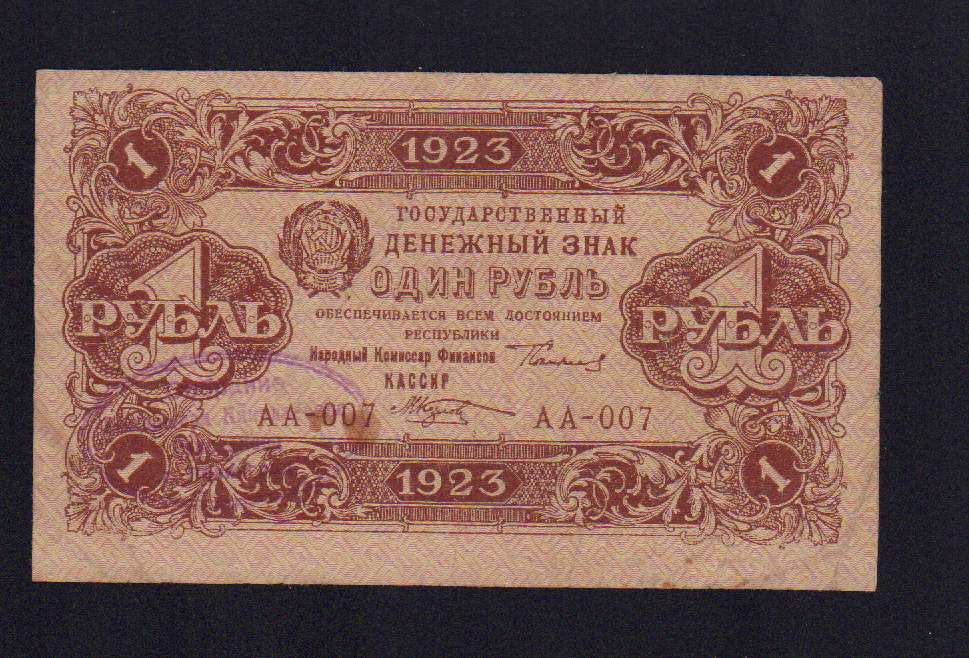 1 1923 1
ГОСУДАРСТВЕННЫЙ
ДЕНЕЖНЫЙ ЗНАК
ОДИН РУБЛЬ
1 РУБЛЬ
1 РУБЛЬ
ОБЕСПЕЧИВАЕТСЯ ВСЕМ ДОСТОЯНИЕМ
РЕСПУБЛИКИ
Народный Комиссар Финансов
КАССИР
АА-007 АА-007
1 1923 1